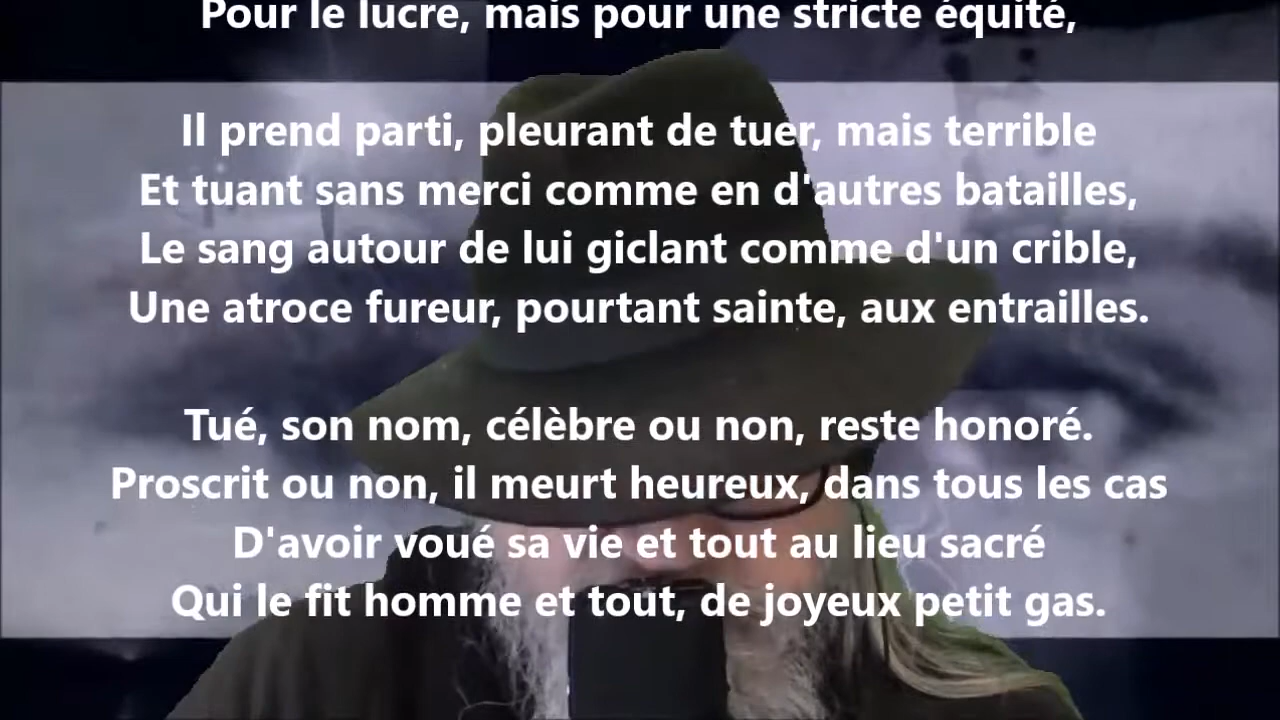 Pour le lucre, mais pour une stricte équité,
Il prend parti, pleurant de tuer, mais terrible
Et tuant sans merci comme en d'autres batailles,
Le sang autour de lui giclant comme d'un crible,
Une atroce fureur, pourtant sainte, aux entrailles.
Tué, son nom, célèbre ou non, reste honoré.
Proscrit ou non, il meurt heureux, dans tous les cas
D'avoir voué sa vie et tout au lieu sacré
Qui le fit homme et tout, de joyeux petit gas.